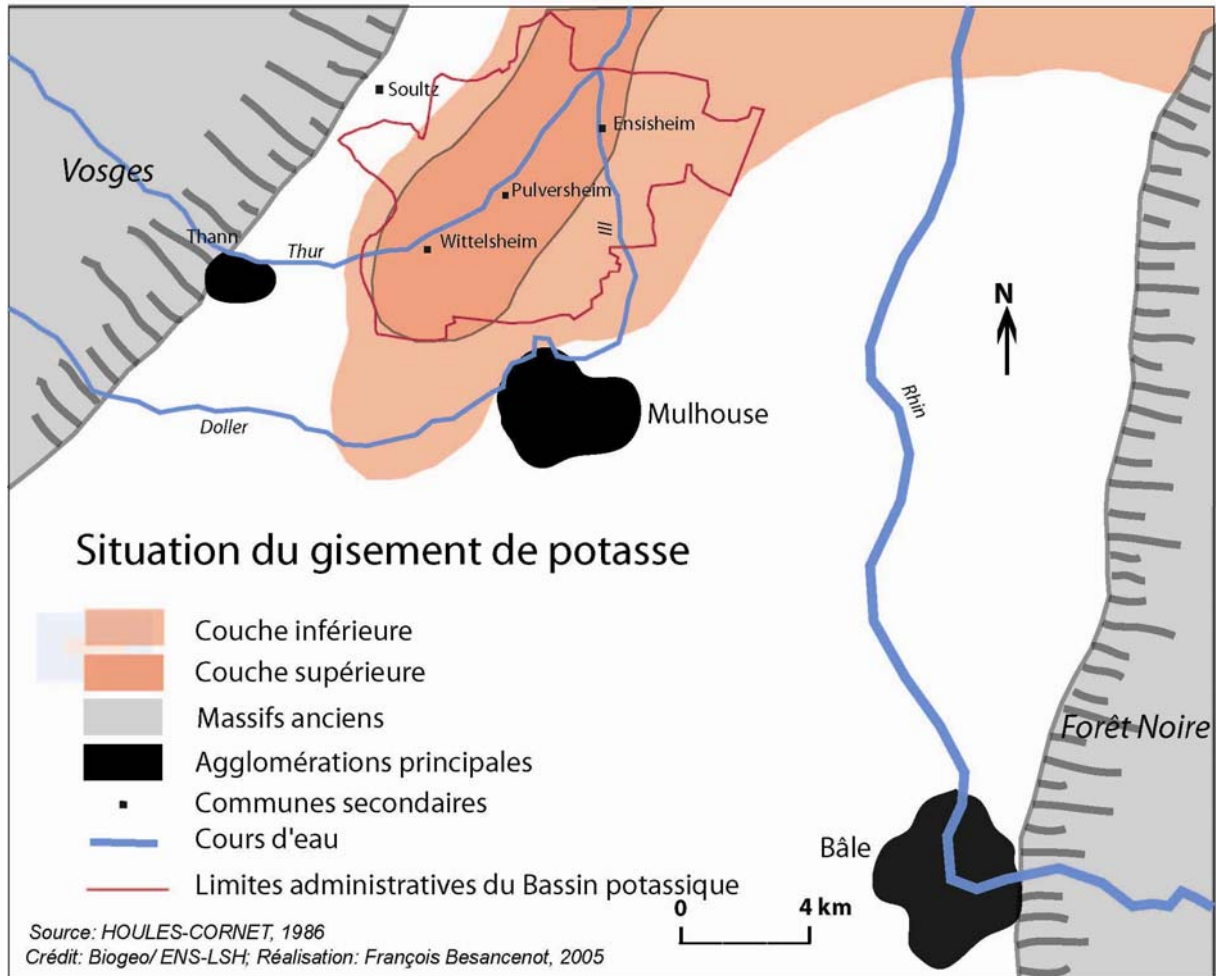 Soultz
Ensisheim
Vosges
Pulversheim
Thann
Thur
Wittelsheim
Ill
N
Rhin
Mulhouse
Doller
Situation du gisement de potasse
Couche inférieure
Couche supérieure
Massifs anciens
Forêt Noire
Agglomérations principales
Communes secondaires
Cours d'eau
Bâle
Limites administratives du Bassin potassique
0 4 km
Source: HOULES-CORNET, 1986
Crédit: Biogeo/ ENS-LSH; Réalisation: François Besancenot, 2005